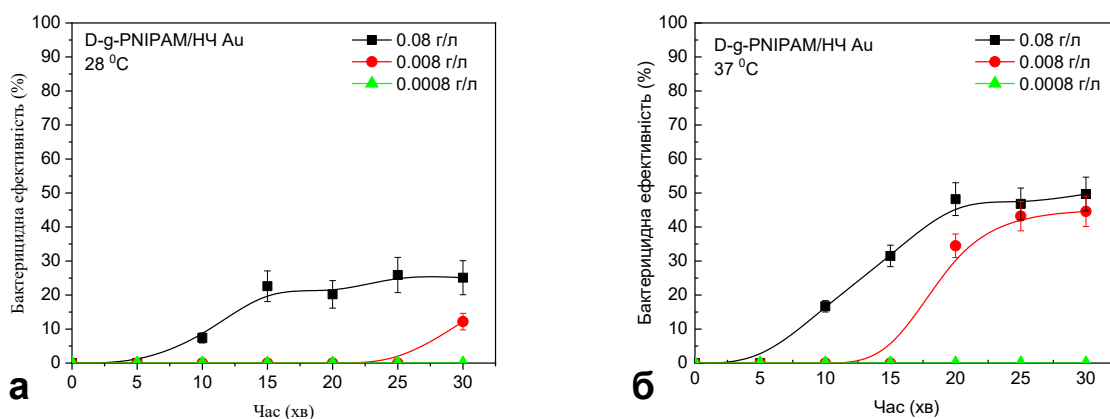 D-g-PNIPAM/НЧ Au
28 ⁰C
0.08 г/л
0.008 г/л
0.0008 г/л
Бактерицидна ефективність (%)
100
90
80
70
60
50
40
30
20
10
0
0 5 10 15 20 25 30
Час (хв)
а
D-g-PNIPAM/НЧ Au
37 ⁰C
0.08 г/л
0.008 г/л
0.0008 г/л
Бактерицидна ефективність (%)
100
90
80
70
60
50
40
30
20
10
0
0 5 10 15 20 25 30
Час (хв)
б